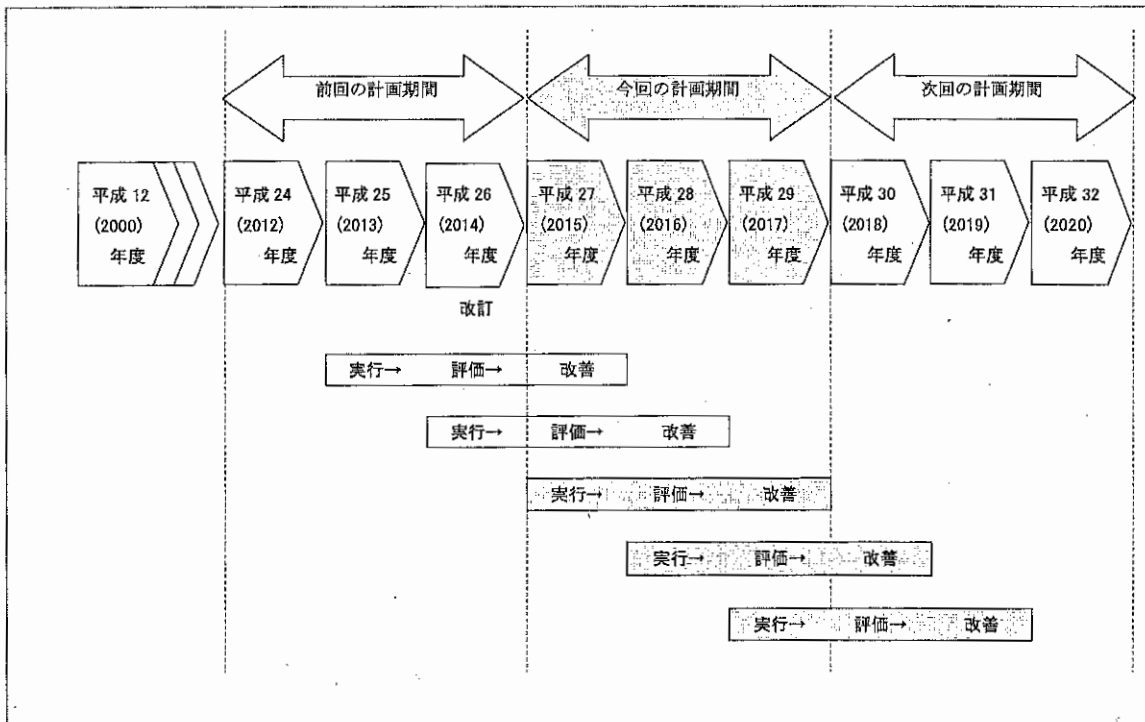 前回の計画期間
今回の計画期間
次回の計画期間
平成 12
(2000)
年度
平成 24
(2012)
年度
平成 25
(2013)
年度
平成 26
(2014)
年度
平成 27
(2015)
年度
平成 28
(2016)
年度
平成 29
(2017)
年度
平成 30
(2018)
年度
平成 31
(2019)
年度
平成 32
(2020)
年度
改訂
実行→ 評価→ 改善
実行→ 評価→ 改善
実行→ 評価→ 改善
実行→ 評価→ 改善
実行→ 評価→ 改善